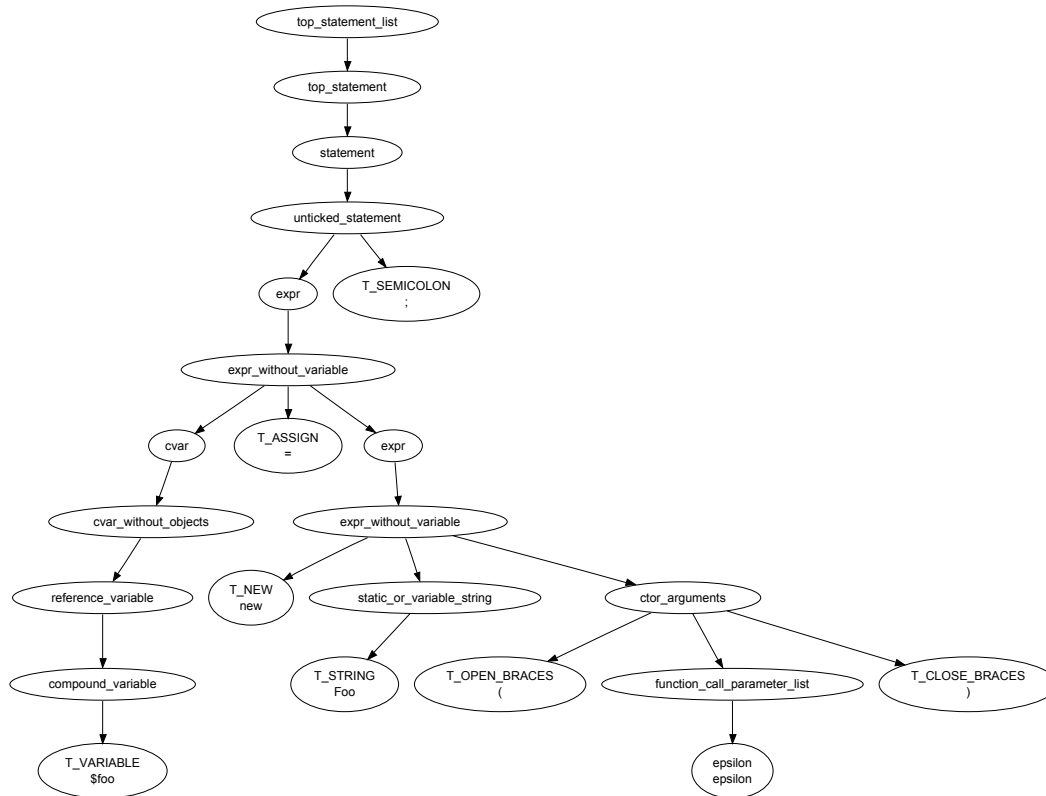 top_statement_list
top_statement
statement
unticked_statement
expr
T_SEMICOLON
;
expr_without_variable
cvar
T_ASSIGN
=
expr
cvar_without_objects
expr_without_variable
reference_variable
T_NEW
new
static_or_variable_string
ctor_arguments
compound_variable
T_STRING
Foo
T_OPEN_BRACES
(
function_call_parameter_list
T_CLOSE_BRACES
)
T_VARIABLE
$foo
epsilon
epsilon